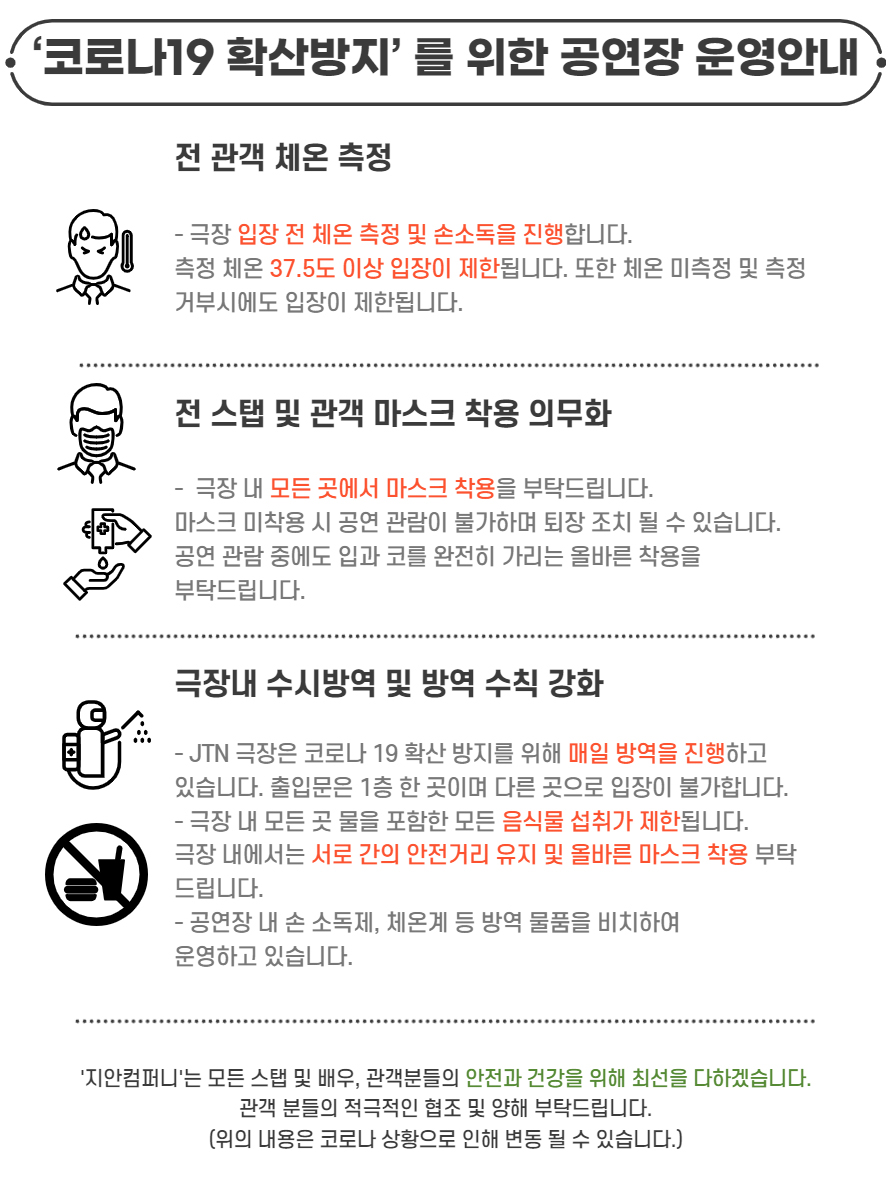 ‘코로나19 확산방지’ 를 위한 공연장 운영안내
전 관객 체온 측정
- 극장 입장 전 체온 측정 및 손소독을 진행합니다.
측정 체온 37.5도 이상 입장이 제한됩니다. 또한 체온 미측정 및 측정
거부시에도 입장이 제한됩니다.
전 스탭 및 관객 마스크 착용 의무화
- 극장 내 모든 곳에서 마스크 착용을 부탁드립니다.
마스크 미착용 시 공연 관람이 불가하며 퇴장 조치 될 수 있습니다.
공연 관람 중에도 입과 코를 완전히 가리는 올바른 착용을
부탁드립니다.
극장내 수시방역 및 방역 수칙 강화
- JTN 극장은 코로나 19 확산 방지를 위해 매일 방역을 진행하고
있습니다. 출입문은 1층 한 곳이며 다른 곳으로 입장이 불가합니다.
- 극장 내 모든 곳 물을 포함한 모든 음식물 섭취가 제한됩니다.
극장 내에서는 서로 간의 안전거리 유지 및 올바른 마스크 착용 부탁
드립니다.
- 공연장 내 손 소독제, 체온계 등 방역 물품을 비치하여
운영하고 있습니다.
'지안컴퍼니'는 모든 스탭 및 배우, 관객분들의 안전과 건강을 위해 최선을 다하겠습니다.
관객 분들의 적극적인 협조 및 양해 부탁드립니다.
(위의 내용은 코로나 상황으로 인해 변동 될 수 있습니다.)